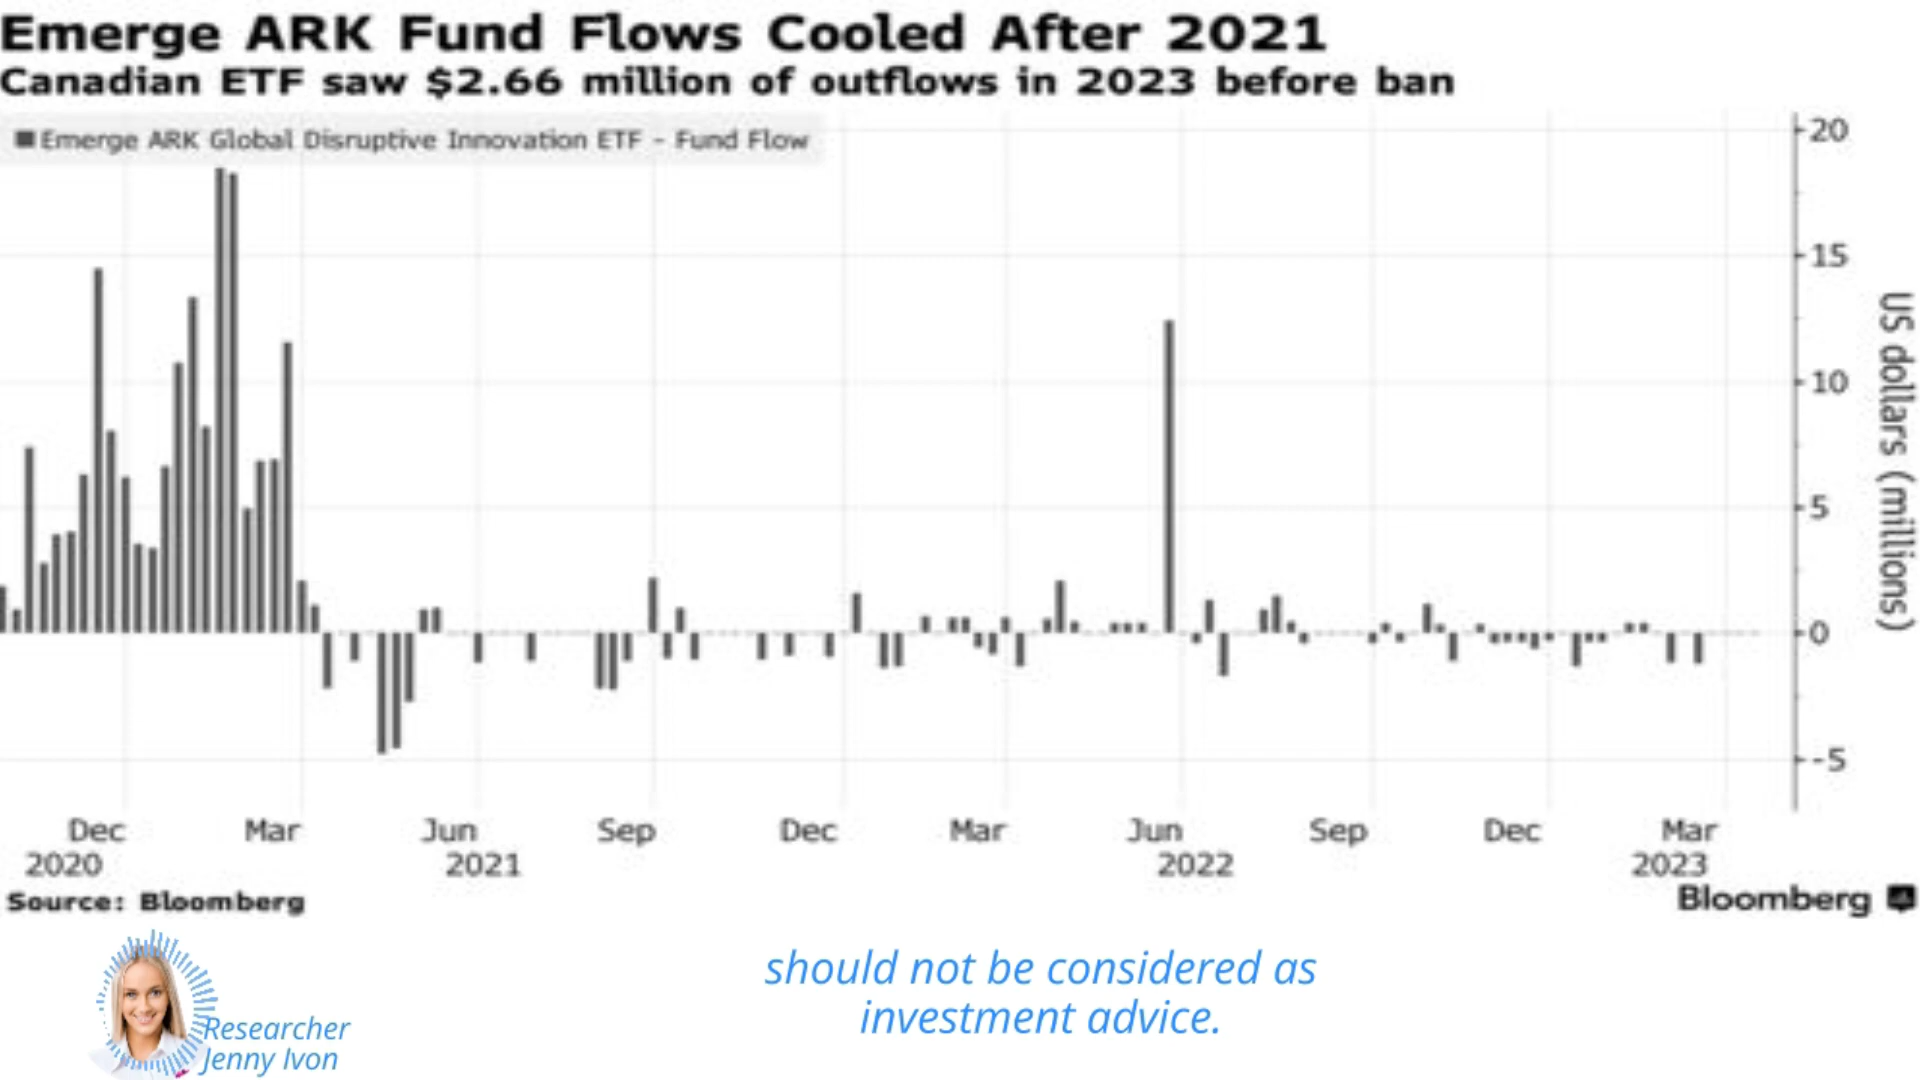 Emerge ARK Fund Flows Cooled After 2021
Canadian ETF saw $2.66 million of outflows in 2023 before ban
Emerge ARK Global Disruptive Innovation ETF - Fund Flow
20
15
10
5
0
-5
US dollars (millions)
Dec Mar Jun Sep Dec Mar Jun Sep Dec Mar
2020 2021 2022 2023
Source: Bloomberg
Bloomberg
Researcher
Jenny Ivon
should not be considered as
investment advice.